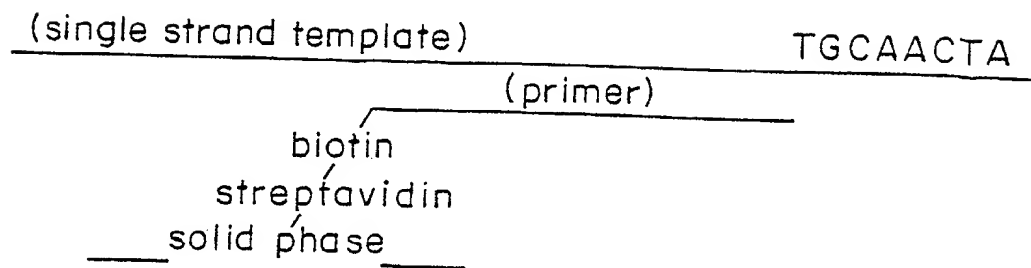 (single strand template) TGCAACTA
(primer)
biotin
streptavidin
solid phase